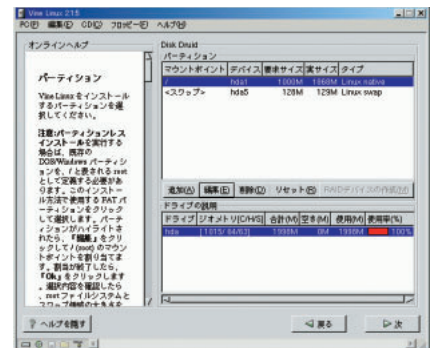 Vine Linux 2.1.5
PC(P) 編集(E) CD(C) フロッピー(F) ヘルプ(H)
オンラインヘルプ
パーティション
Vine Linux をインストール
するパーティションを選
択してください。
注意:パーティションレス
インストールを実行する
場合は、既存の
DOS/Windows パーティシ
ョンを、/ と表される root
として定義する必要があ
ります。このインストー
ル方法で使用する FAT パ
ーティションをクリック
して選択します。パーテ
ィションがハイライトさ
れたら、「編集」をクリ
ックして / (root) のマウン
トポイントを割り当てま
す。割当が終了したら、
「Ok」をクリックします
。選択内容を確認したら
、root ファイルシステムと
スワップ領域の大きさを
? ヘルプを隠す
Disk Druid
パーティション
マウントポイント デバイス 要求サイズ 実サイズ タイプ
/ hda1 1000M 1868M Linux native
<スワップ> hda5 128M 129M Linux swap
追加(A) 編集(E) 削除(D) リセット(R) RAIDデバイスの作成(M)
ドライブの説明
ドライブ ジオメトリ[C/H/S] 合計(M) 空き(M) 使用(M) 使用率(%)
hda [1015/ 64/63] 1998M 0M 1998M 100%
戻る
次